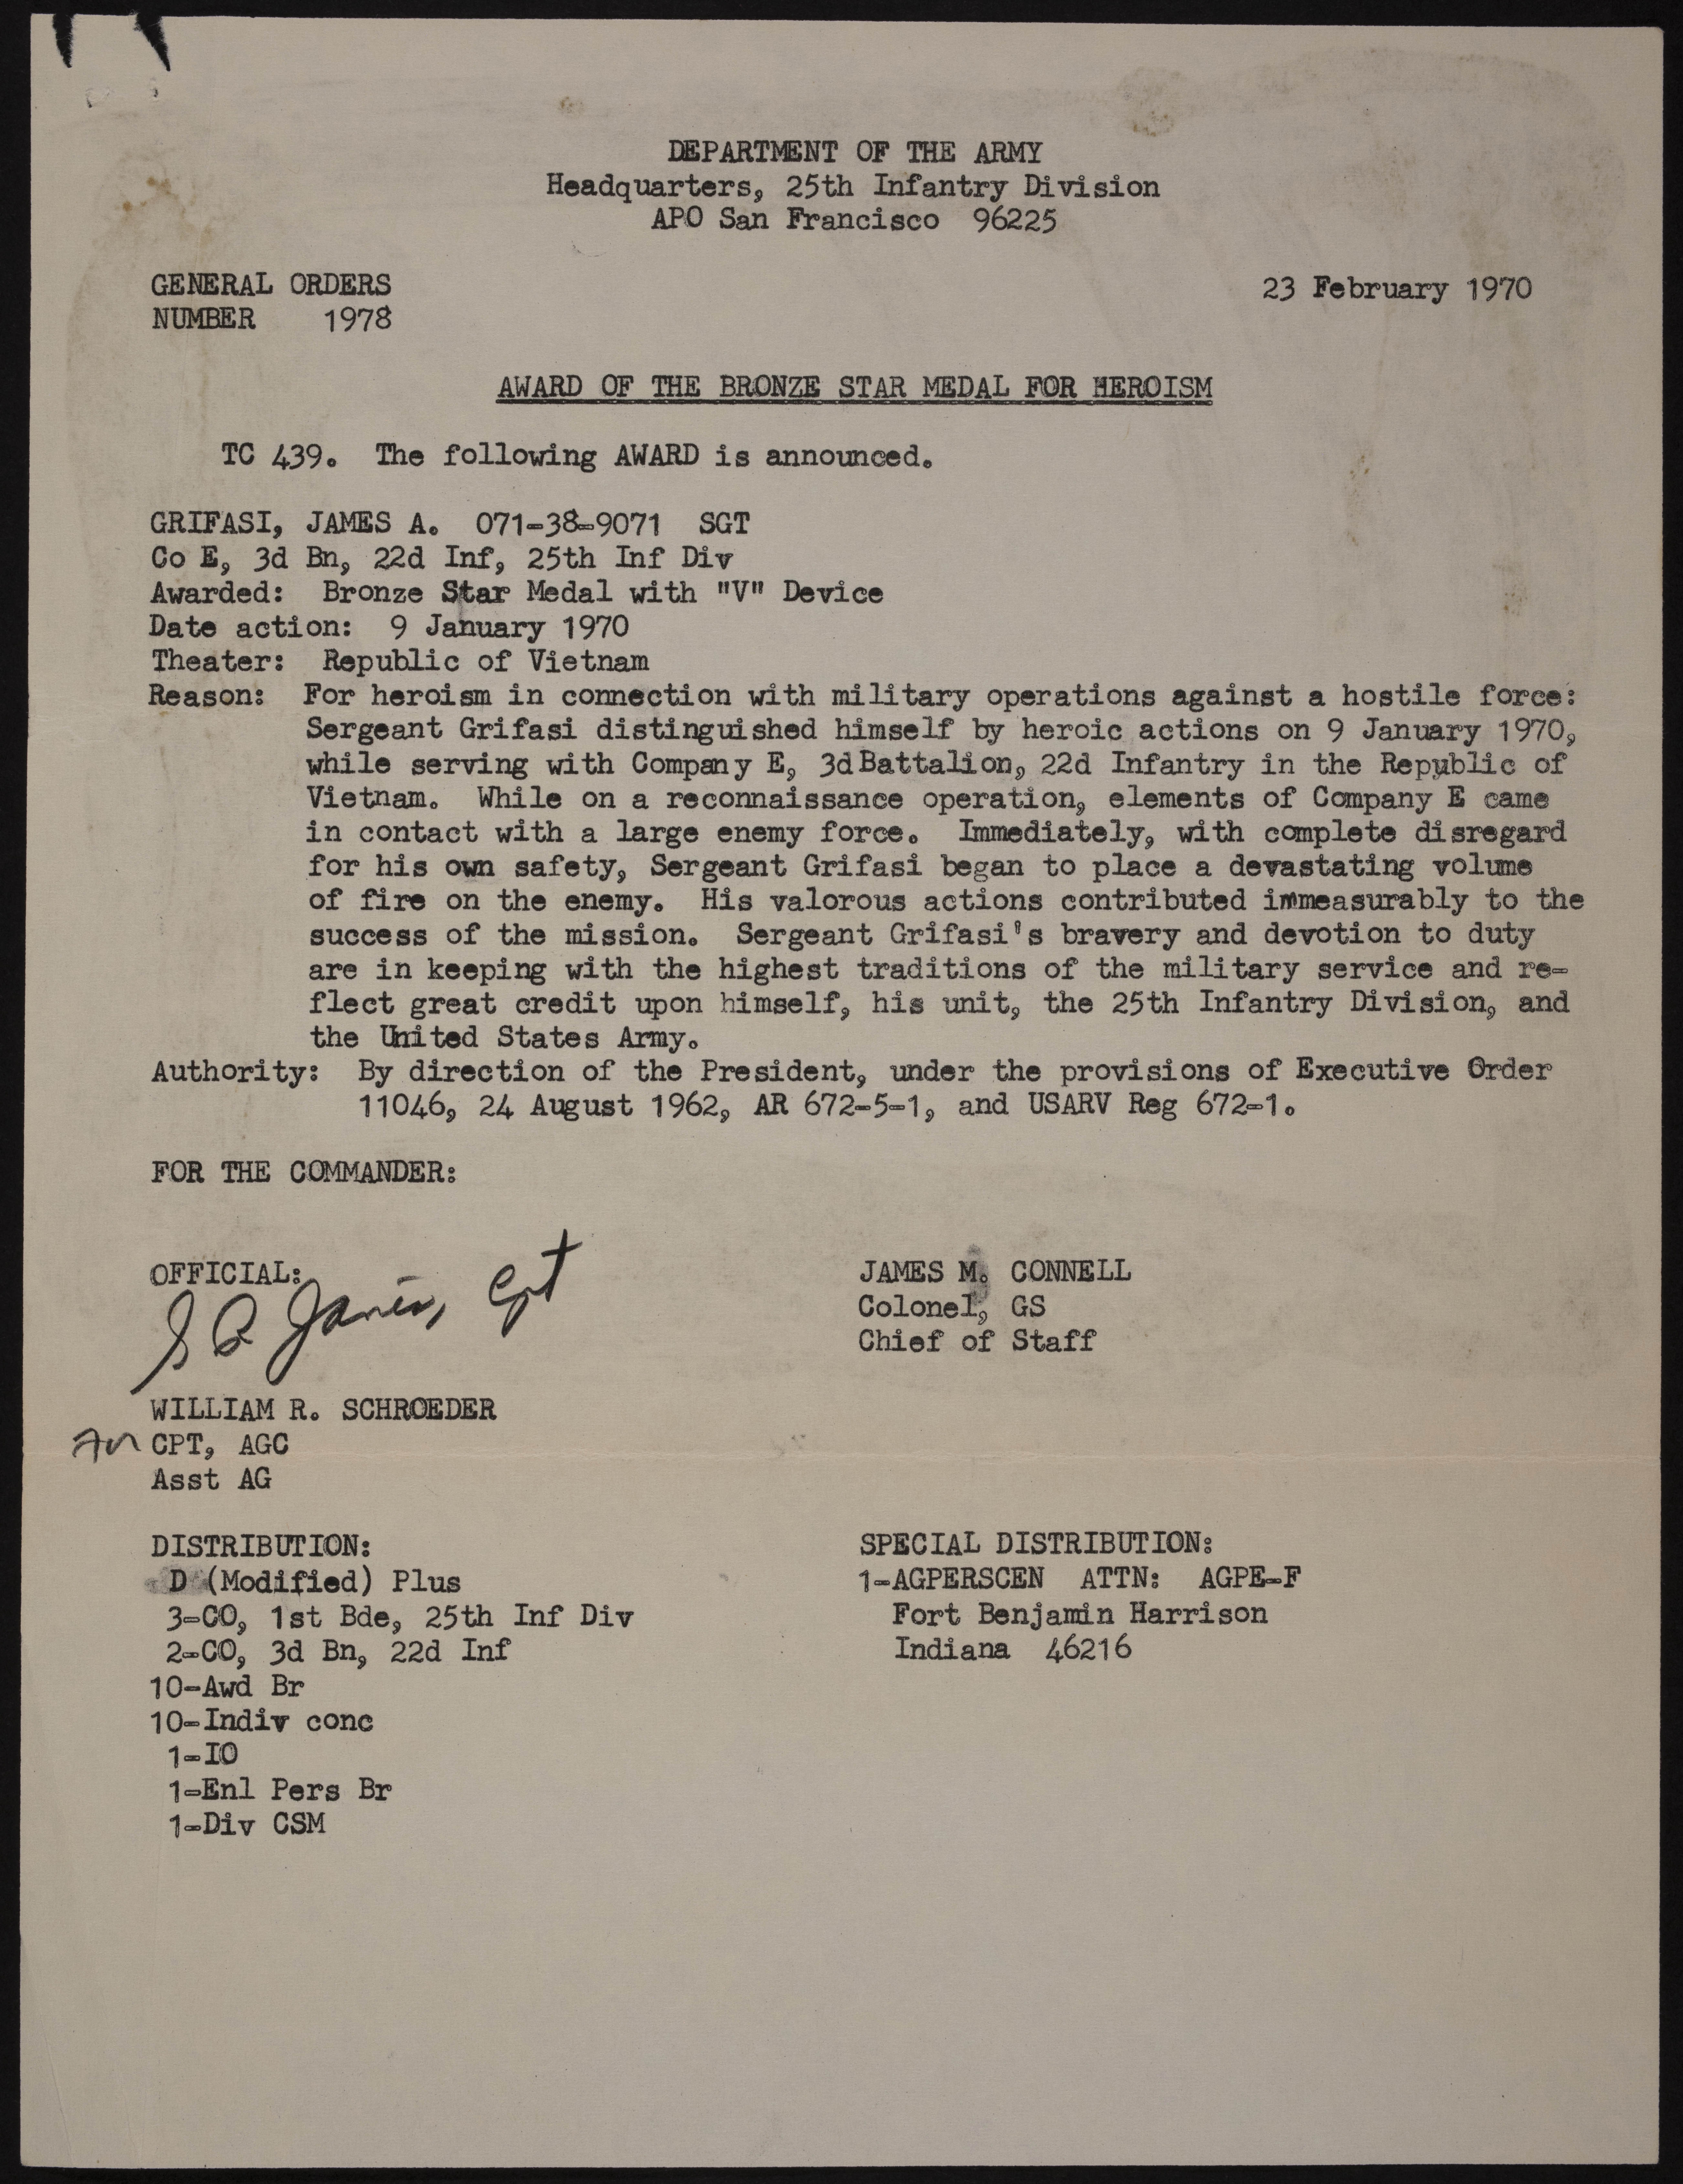 DEPARTMENT OF THE ARMY
Headquarters, 25th Infantry Division
APO San Francisco 96225
GENERAL ORDERS
23 February 1970
NUMBER 1978
AWARD OF THE BRONZE STAR MEDAL FOR HEROISM
TC 439. The following AWARD is announced.
GRIFASI, JAMES A. 071-38-9071 SGT
Co E, 3d Bn, 22d Inf, 25th Inf Div
Awarded: Bronze Star Medal with "V" Device
Date action: 9 January 1970
Theater: Republic of Vietnam
Reason: For heroism in connection with military operations against a hostile force:
Sergeant Grifasi distinguished himself by heroic actions on 9 January 1970,
while serving with Company E, 3d Battalion, 22d Infantry in the Republic of
Vietnam. While on a reconnaissance operation, elements of Company E came
in contact with a large enemy force. Immediately, with complete disregard
for his own safety, Sergeant Grifasi began to place a devastating volume
of fire on the enemy. His valorous actions contributed immeasurably to the
success of the mission. Sergeant Grifasi's bravery and devotion to duty
are in keeping with the highest traditions of the military service and re-
flect great credit upon himself, his unit, the 25th Infantry Division, and
the United States Army.
Authority: By direction of the President, under the provisions of Executive Order
11046, 24 August 1962, AR 672-5-1, and USARV Reg 672-1.
FOR THE COMMANDER:
OFFICIAL:
Cpt
WILLIAM R. SCHROEDER
for CPT, AGC
Asst AG
JAMES M. CONNELL
Colonel, GS
Chief of Staff
DISTRIBUTION:
D (Modified) Plus
3-CO, 1st Bde, 25th Inf Div
2-CO, 3d Bn, 22d Inf
10-Awd Br
10-Indiv conc
1-IO
1-Enl Pers Br
1-Div CSM
SPECIAL DISTRIBUTION:
1-AGPERSCEN ATTN: AGPE-F
Fort Benjamin Harrison
Indiana 46216